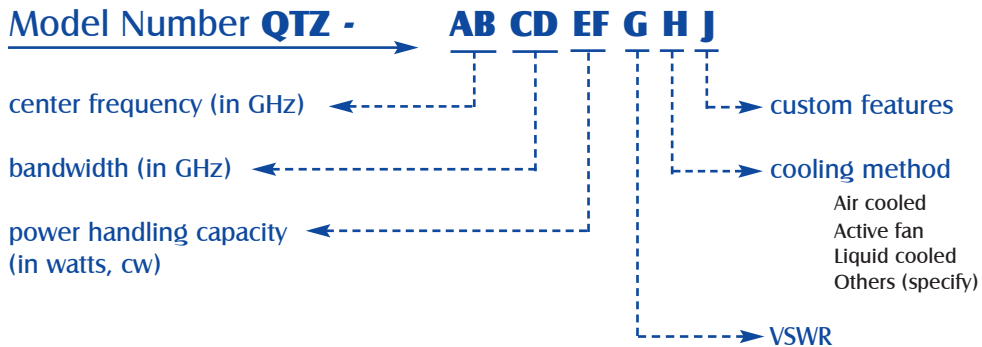 Model Number QTZ - AB CD EF G H J
center frequency (in GHz)
custom features
bandwidth (in GHz)
cooling method
Air cooled
Active fan
Liquid cooled
Others (specify)
power handling capacity
(in watts, cw)
VSWR